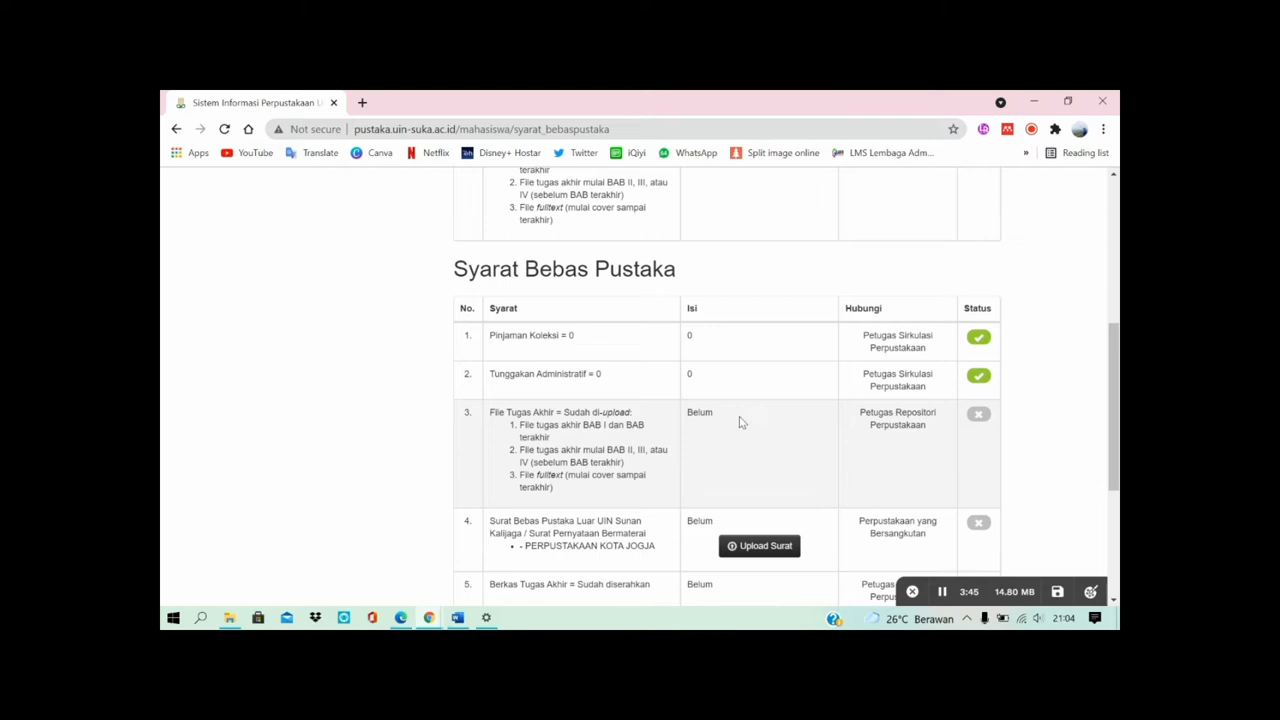 Sistem Informasi Perpustakaan U
Not secure
pustaka.uin-suka.ac.id/mahasiswa/syarat_bebaspustaka
Apps
YouTube
Translate
Canva
Netflix
Disney+ Hostar
Twitter
iQiyi
WhatsApp
Split image online
LMS Lembaga Adm...
»
Reading list
terakhir
2. File tugas akhir mulai BAB II, III, atau
IV (sebelum BAB terakhir)
3. File fulltext (mulai cover sampai
terakhir)
Syarat Bebas Pustaka
No. Syarat Isi Hubungi Status
1. Pinjaman Koleksi = 0 0 Petugas Sirkulasi
Perpustakaan
2. Tunggakan Administratif = 0 0 Petugas Sirkulasi
Perpustakaan
3. File Tugas Akhir = Sudah di-upload: Belum Petugas Repositori
1. File tugas akhir BAB I dan BAB Perpustakaan
terakhir
2. File tugas akhir mulai BAB II, III, atau
IV (sebelum BAB terakhir)
3. File fulltext (mulai cover sampai
terakhir)
4. Surat Bebas Pustaka Luar UIN Sunan Belum Perpustakaan yang
Kalijaga / Surat Pernyataan Bermaterai Bersangkutan
• - PERPUSTAKAAN KOTA JOGJA Upload Surat
5. Berkas Tugas Akhir = Sudah diserahkan Belum
3:45
14.80 MB
26°C Berawan
21:04